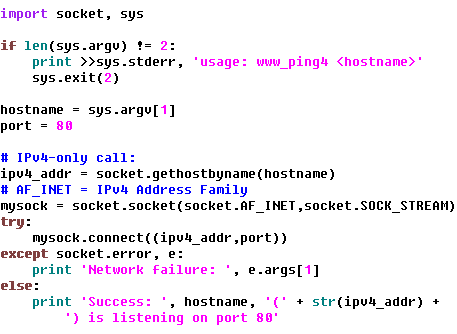 import socket, sys
if len(sys.argv) != 2:
    print >>sys.stderr, 'usage: www_ping4 <hostname>'
    sys.exit(2)
hostname = sys.argv[1]
port = 80
# IPv4-only call:
ipv4_addr = socket.gethostbyname(hostname)
# AF_INET = IPv4 Address Family
mysock = socket.socket(socket.AF_INET,socket.SOCK_STREAM)
try:
    mysock.connect((ipv4_addr,port))
except socket.error, e:
    print 'Network failure: ', e.args[1]
else:
    print 'Success: ', hostname, '(' + str(ipv4_addr) +
        ') is listening on port 80'